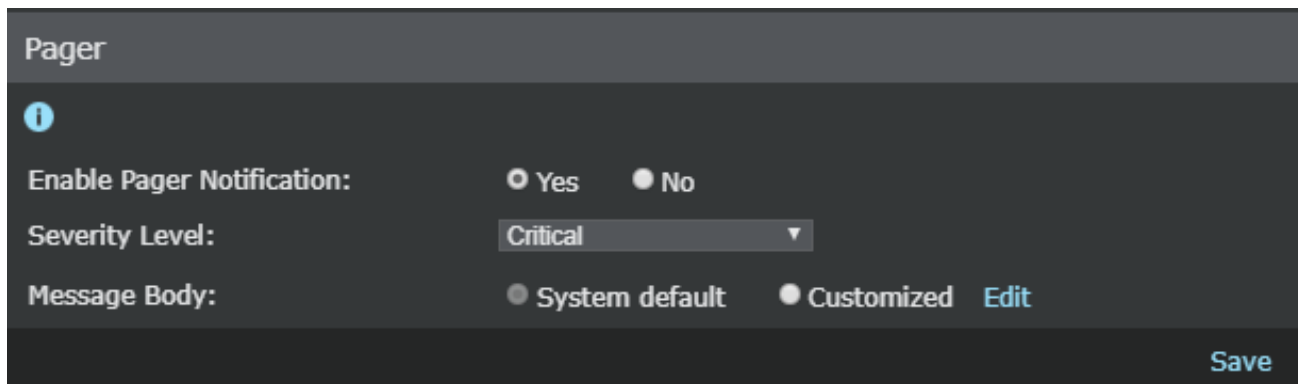 Pager
Enable Pager Notification: Yes No
Severity Level: Critical
Message Body: System default Customized Edit
Save